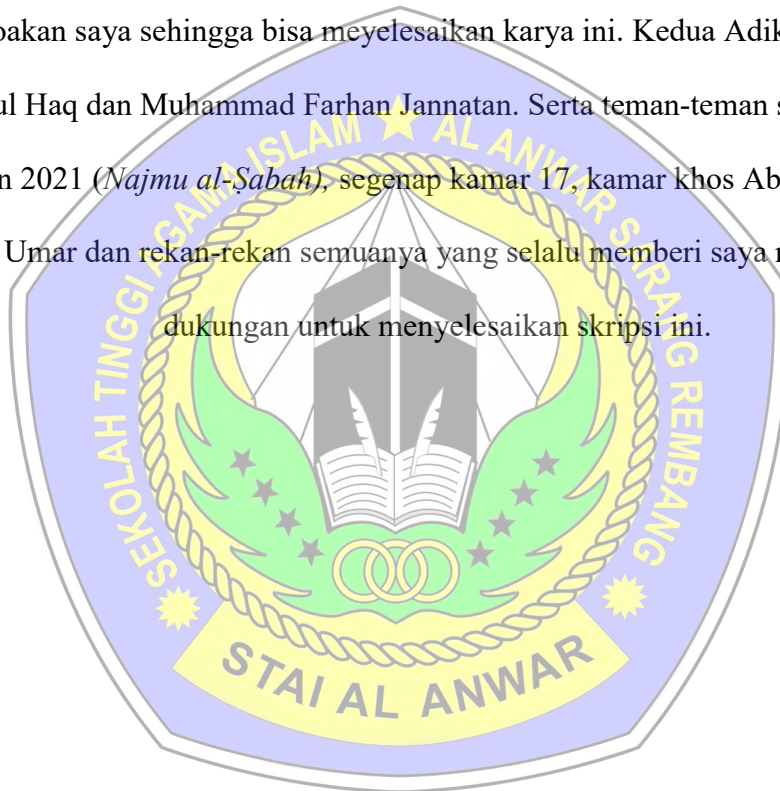 oakan saya sehingga bisa meyelesaikan karya ini. Kedua Adik
ul Haq dan Muhammad Farhan Jannatan. Serta teman-teman s
n 2021 (Najmu al-Ṣabah), segenap kamar 17, kamar khos Ab
Umar dan rekan-rekan semuanya yang selalu memberi saya
dukungan untuk menyelesaikan skripsi ini.
SEKOLAH TINGGI AGAMA ISLAM AL ANWAR SARANG REMBANG
STAI AL ANWAR